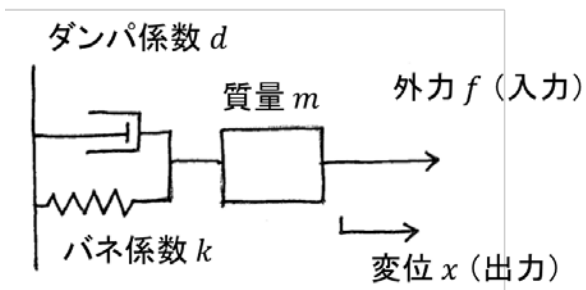 ダンパ係数 d
質量 m
外力 f（入力）
バネ係数 k
変位 x（出力）